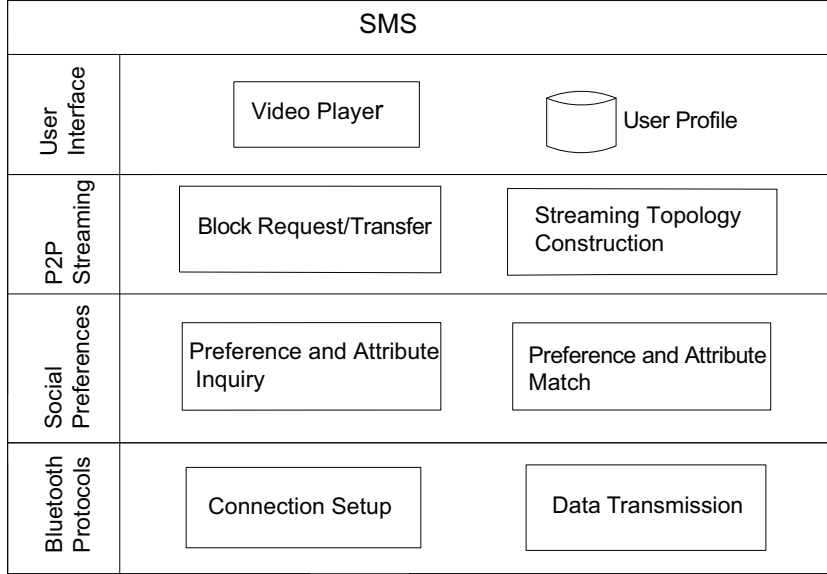 SMS
User
Interface
Video Player
User Profile
P2P
Streaming
Block Request/Transfer
Streaming Topology
Construction
Social
Preferences
Preference and Attribute
Inquiry
Preference and Attribute
Match
Bluetooth
Protocols
Connection Setup
Data Transmission